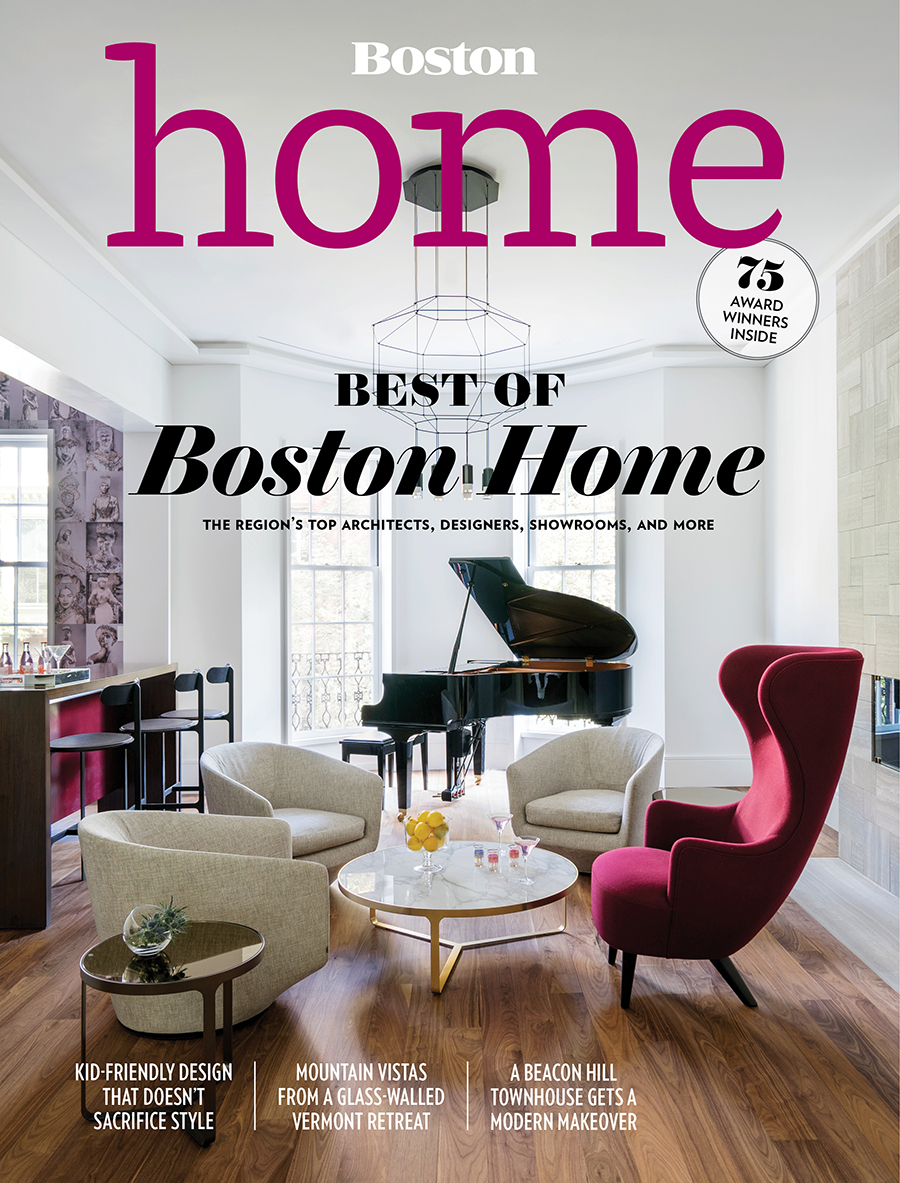 Boston
home
75
AWARD
WINNERS
INSIDE
BEST OF
Boston Home
THE REGION'S TOP ARCHITECTS, DESIGNERS, SHOWROOMS, AND MORE
KID-FRIENDLY DESIGN
THAT DOESN'T
SACRIFICE STYLE
MOUNTAIN VISTAS
FROM A GLASS-WALLED
VERMONT RETREAT
A BEACON HILL
TOWNHOUSE GETS A
MODERN MAKEOVER